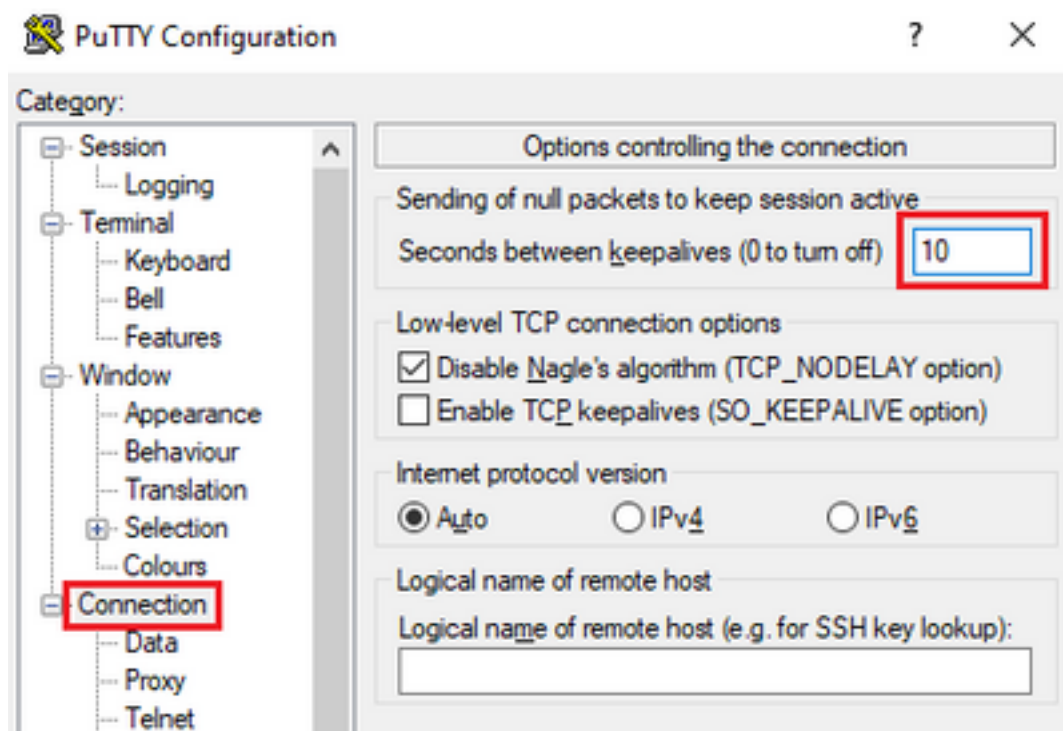 PuTTY Configuration
?
Category:
Session
Logging
Terminal
Keyboard
Bell
Features
Window
Appearance
Behaviour
Translation
Selection
Colours
Connection
Data
Proxy
Telnet
Options controlling the connection
Sending of null packets to keep session active
Seconds between keepalives (0 to turn off) 10
Low-level TCP connection options
Disable Nagle's algorithm (TCP_NODELAY option)
Enable TCP keepalives (SO_KEEPALIVE option)
Internet protocol version
Auto IPv4 IPv6
Logical name of remote host
Logical name of remote host (e.g. for SSH key lookup):